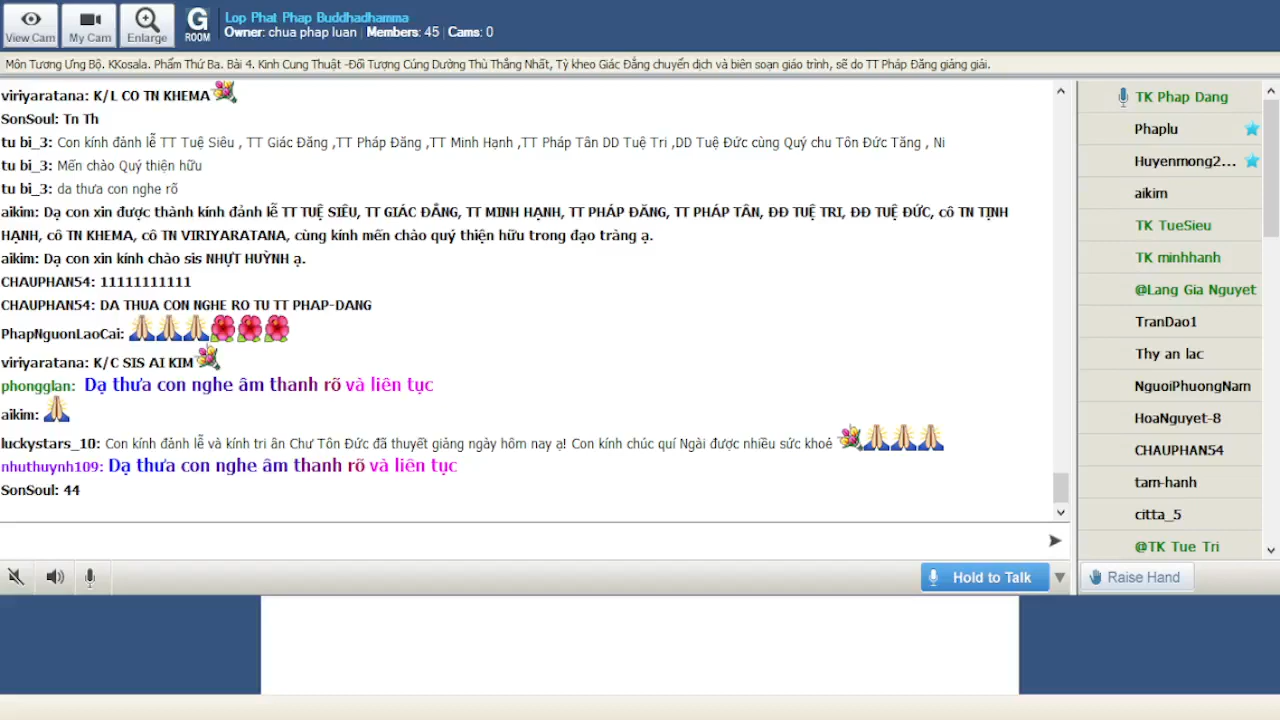 View Cam
My Cam
Enlarge
G
ROOM
Lop Phat Phap Buddhadhamma
Owner: chua phap luan | Members: 45 | Cams: 0
Môn Tương Ưng Bộ. KKosala. Phẩm Thứ Ba. Bài 4. Kinh Cung Thuật -Đối Tượng Cúng Dường Thù Thắng Nhất, Tỳ kheo Giác Đẳng chuyển dịch và biên soạn giáo trình, sẽ do TT Pháp Đăng giảng giải.
viriyaratana: K/L CO TN KHEMA
SonSoul: Tn Th
tu bi_3: Con kính đảnh lễ TT Tuệ Siêu , TT Giác Đăng ,TT Pháp Đăng ,TT Minh Hạnh ,TT Pháp Tân DD Tuệ Tri ,DD Tuệ Đức cùng Quý chu Tôn Đức Tăng , Ni
tu bi_3: Mến chào Quý thiện hữu
tu bi_3: da thưa con nghe rõ
aikim: Dạ con xin được thành kính đảnh lễ TT TUỆ SIÊU, TT GIÁC ĐẲNG, TT MINH HẠNH, TT PHÁP ĐĂNG, TT PHÁP TÂN, ĐĐ TUỆ TRI, ĐĐ TUỆ ĐỨC, cô TN TỊNH
HẠNH, cô TN KHEMA, cô TN VIRIYARATANA, cùng kính mến chào quý thiện hữu trong đạo tràng ạ.
aikim: Dạ con xin kính chào sis NHỰT HUỲNH ạ.
CHAUPHAN54: 11111111111
CHAUPHAN54: DA THUA CON NGHE RO TU TT PHAP-DANG
PhapNguonLaoCai:
viriyaratana: K/C SIS AI KIM
phongglan: Dạ thưa con nghe âm thanh rõ và liên tục
aikim:
luckystars_10: Con kính đảnh lễ và kính tri ân Chư Tôn Đức đã thuyết giảng ngày hôm nay ạ! Con kính chúc quí Ngài được nhiều sức khoẻ
nhuthuynh109: Dạ thưa con nghe âm thanh rõ và liên tục
SonSoul: 44
Hold to Talk
TK Phap Dang
Phaplu
Huyenmong2...
aikim
TK TueSieu
TK minhhanh
@Lang Gia Nguyet
TranDao1
Thy an lac
NguoiPhuongNam
HoaNguyet-8
CHAUPHAN54
tam-hanh
citta_5
@TK Tue Tri
Raise Hand